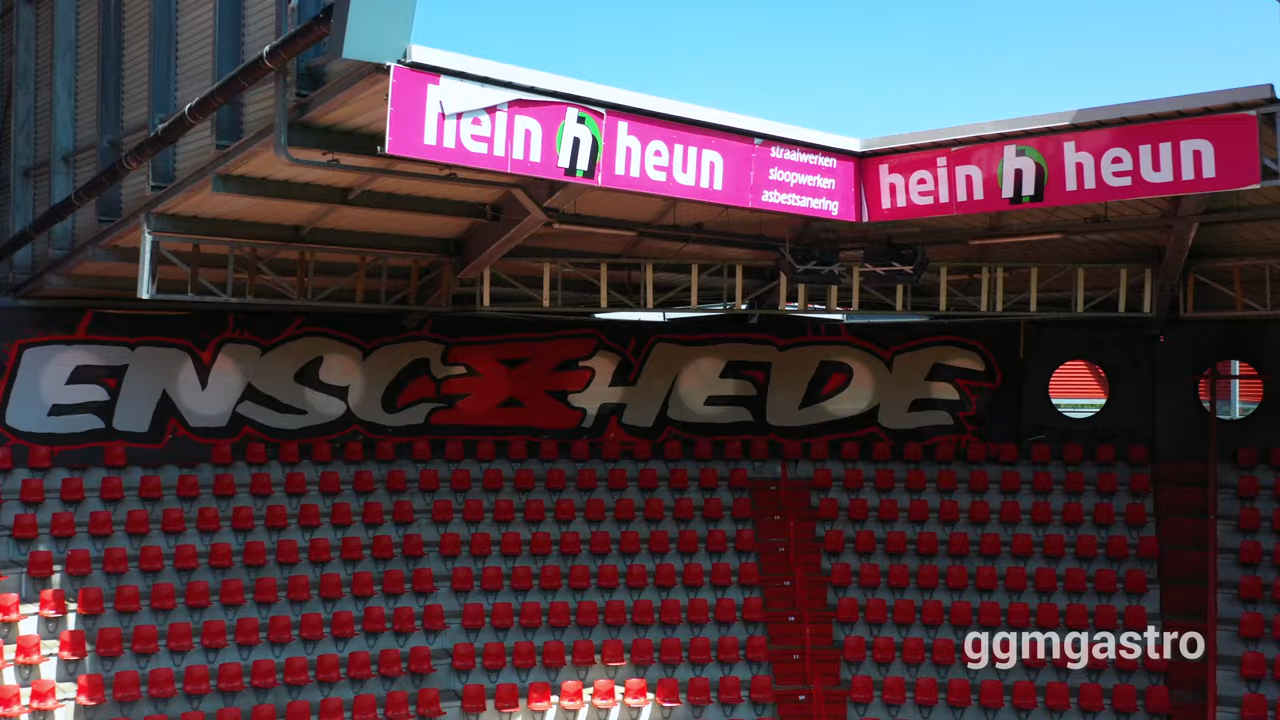 hein h heun
straalwerken
sloopwerken
asbestsanering
hein h heun
ENSCHEDE
ggmgastro